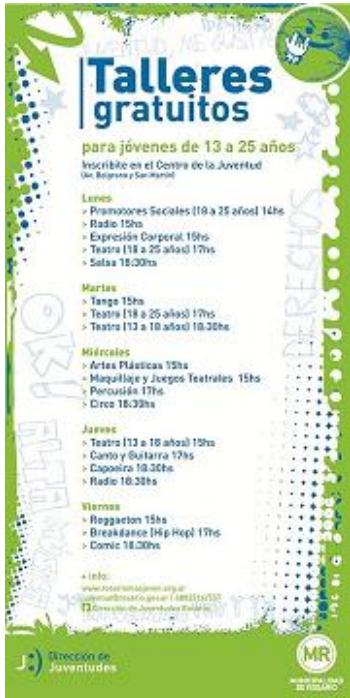 Talleres
gratuitos
para jóvenes de 13 a 25 años
Inscribite en el Centro de la Juventud
(Av. Belgrano y San Martín)
Lunes
> Promotores Sociales (18 a 25 años) 14hs
> Radio 15hs
> Expresión Corporal 15hs
> Teatro (18 a 25 años) 17hs
> Salsa 18:30hs
Martes
> Tango 15hs
> Teatro (18 a 25 años) 17hs
> Teatro (13 a 18 años) 18:30hs
Miércoles
> Artes Plásticas 15hs
> Maquillaje y Juegos Teatrales 15hs
> Percusión 17hs
> Circo 18:30hs
Jueves
> Teatro (13 a 18 años) 15hs
> Canto y Guitarra 17hs
> Capoeira 18:30hs
> Radio 18:30hs
Viernes
> Reggaeton 15hs
> Breakdance (Hip Hop) 17hs
> Comic 18:30hs
+ info:
Dirección de Juventudes Rosario
DERECHOS
OK! ALTA
J:) Dirección de
Juventudes
MR
MUNICIPALIDAD
DE ROSARIO